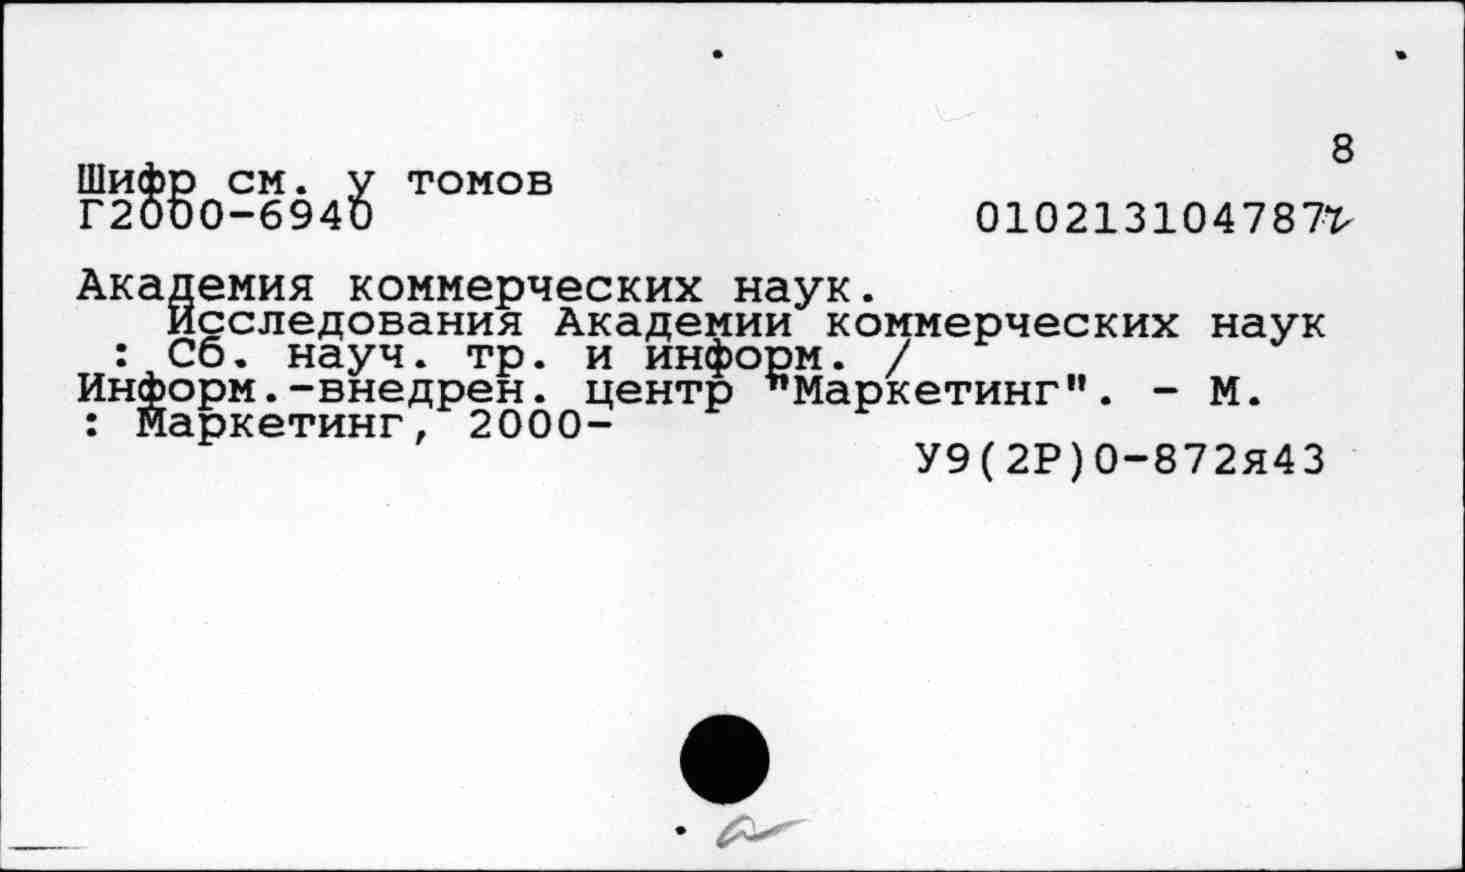 8
Шифр см. у томов
Г2000-6940
010213104787
Академия коммерческих наук.
Исследования Академии коммерческих наук
: Сб. науч. тр. и информ. /
Информ.-внедрен. центр "Маркетинг". - М.
: Маркетинг, 2000-
У9(2Р)0-872я43